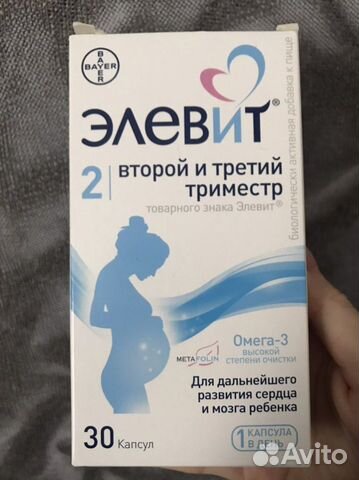 BAYER
BAYER
ЭЛЕВИТ®
2 второй и третий
триместр
товарного знака Элевит®
биологически активная добавка к пище
METAFOLIN
Омега-3
высокой
степени очистки
Для дальнейшего
развития сердца
и мозга ребенка
30 Капсул
1 КАПСУЛА
В ДЕНЬ
Avito